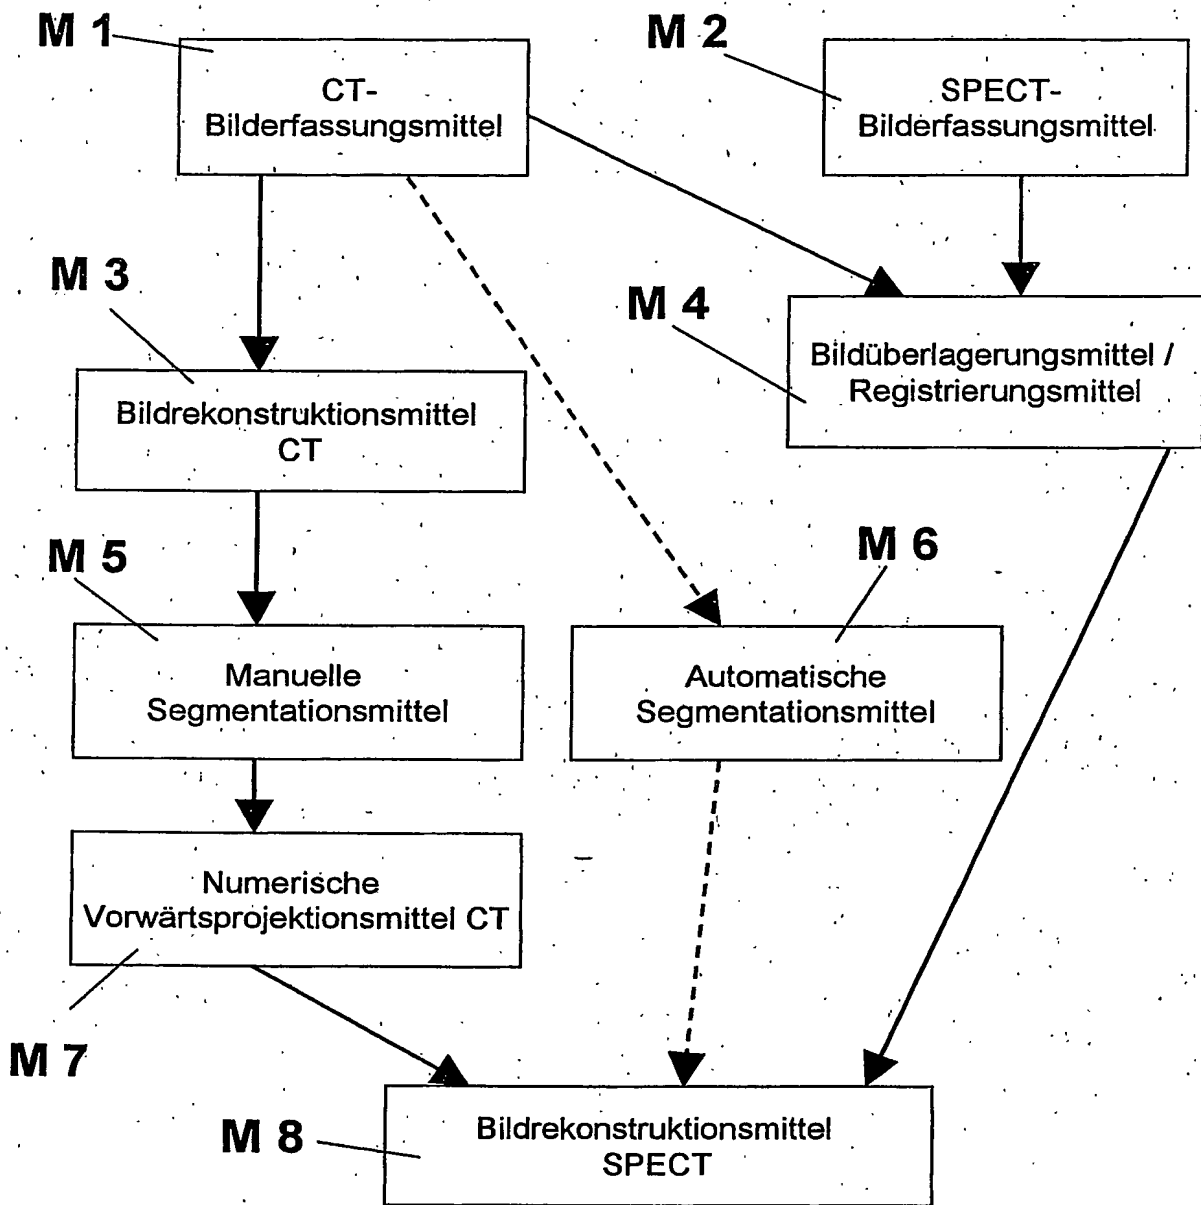 M 1
CT-
Bilderfassungsmittel
M 2
SPECT-
Bilderfassungsmittel
M 3
Bildrekonstruktionsmittel
CT
M 4
Bildüberlagerungsmittel /
Registrierungsmittel
M 5
Manuelle
Segmentationsmittel
M 6
Automatische
Segmentationsmittel
Numerische
Vorwärtsprojektionsmittel CT
M 7
M 8
Bildrekonstruktionsmittel
SPECT